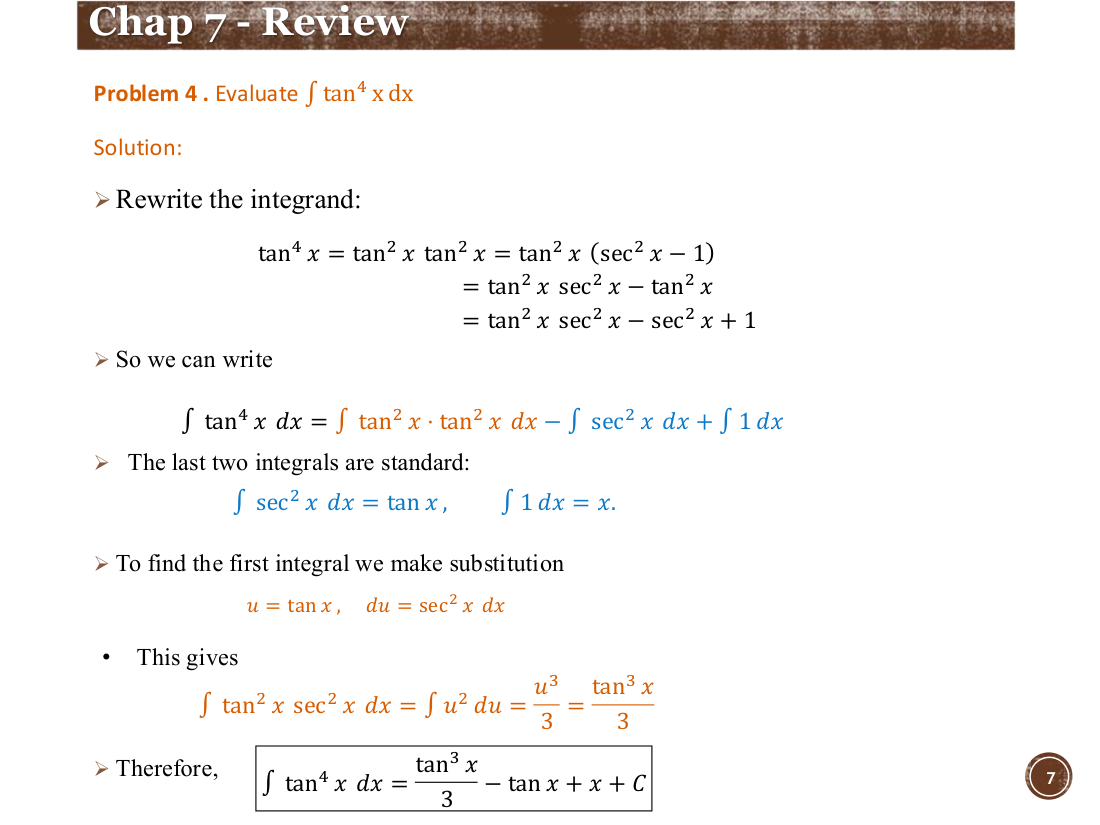 Chap 7 - Review
Problem 4 . Evaluate ∫ tan⁴ x dx
Solution:
➢ Rewrite the integrand:
tan⁴ x = tan² x tan² x = tan² x (sec² x − 1)
= tan² x sec² x − tan² x
= tan² x sec² x − sec² x + 1
➢ So we can write
∫ tan⁴ x dx = ∫ tan² x · tan² x dx − ∫ sec² x dx + ∫ 1 dx
➢ The last two integrals are standard:
∫ sec² x dx = tan x , ∫ 1 dx = x.
➢ To find the first integral we make substitution
u = tan x , du = sec² x dx
• This gives
∫ tan² x sec² x dx = ∫ u² du = u³/3 = tan³ x/3
➢ Therefore, ∫ tan⁴ x dx = tan³ x/3 − tan x + x + C
7